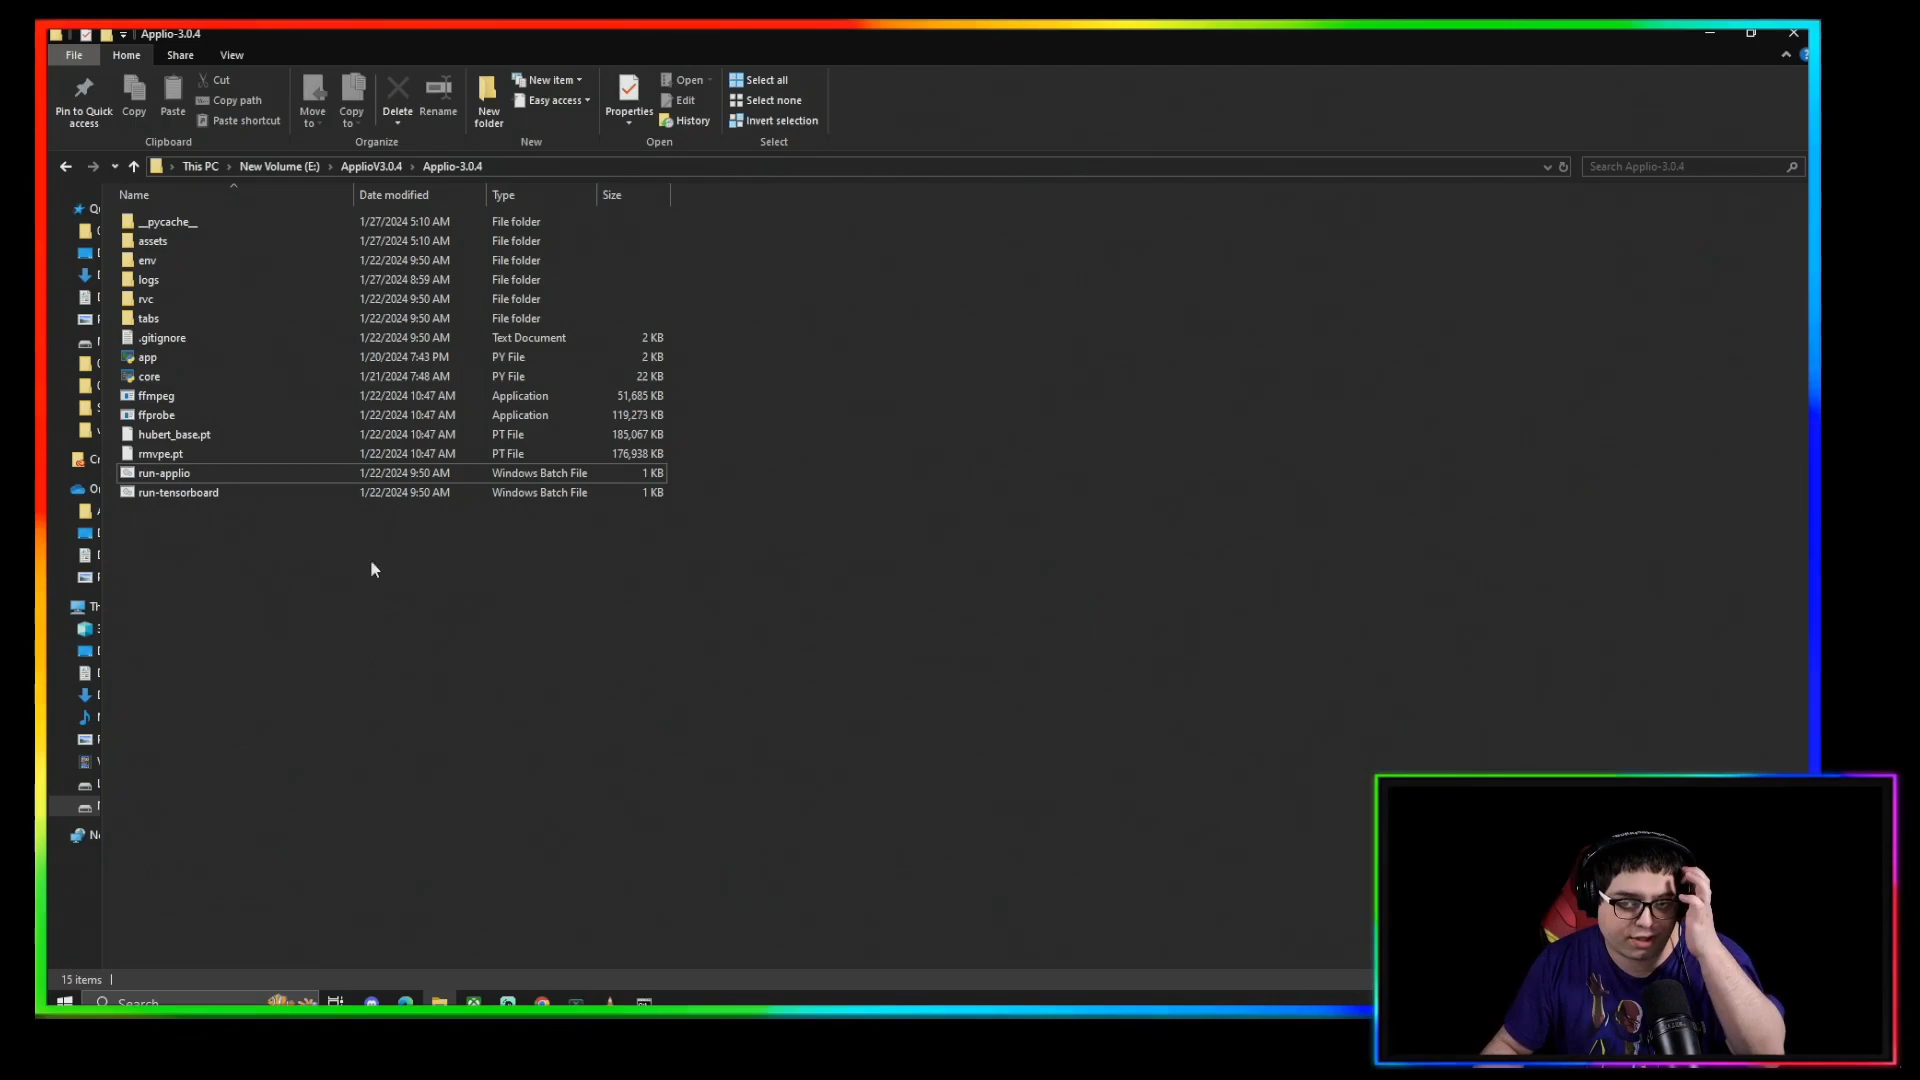 Applio-3.0.4
File Home Share View
Pin to Quick access
Copy
Paste
Cut
Copy path
Paste shortcut
Clipboard
Move to
Copy to
Delete
Rename
Organize
New folder
New item
Easy access
New
Properties
Open
Edit
History
Open
Select all
Select none
Invert selection
Select
This PC › New Volume (E:) › ApplioV3.0.4 › Applio-3.0.4
Search Applio-3.0.4
Name Date modified Type Size
__pycache__ 1/27/2024 5:10 AM File folder
assets 1/27/2024 5:10 AM File folder
env 1/22/2024 9:50 AM File folder
logs 1/27/2024 8:59 AM File folder
rvc 1/22/2024 9:50 AM File folder
tabs 1/22/2024 9:50 AM File folder
.gitignore 1/22/2024 9:50 AM Text Document 2 KB
app 1/20/2024 7:43 PM PY File 2 KB
core 1/21/2024 7:48 AM PY File 22 KB
ffmpeg 1/22/2024 10:47 AM Application 51,685 KB
ffprobe 1/22/2024 10:47 AM Application 119,273 KB
hubert_base.pt 1/22/2024 10:47 AM PT File 185,067 KB
rmvpe.pt 1/22/2024 10:47 AM PT File 176,938 KB
run-applio 1/22/2024 9:50 AM Windows Batch File 1 KB
run-tensorboard 1/22/2024 9:50 AM Windows Batch File 1 KB
15 items
Search